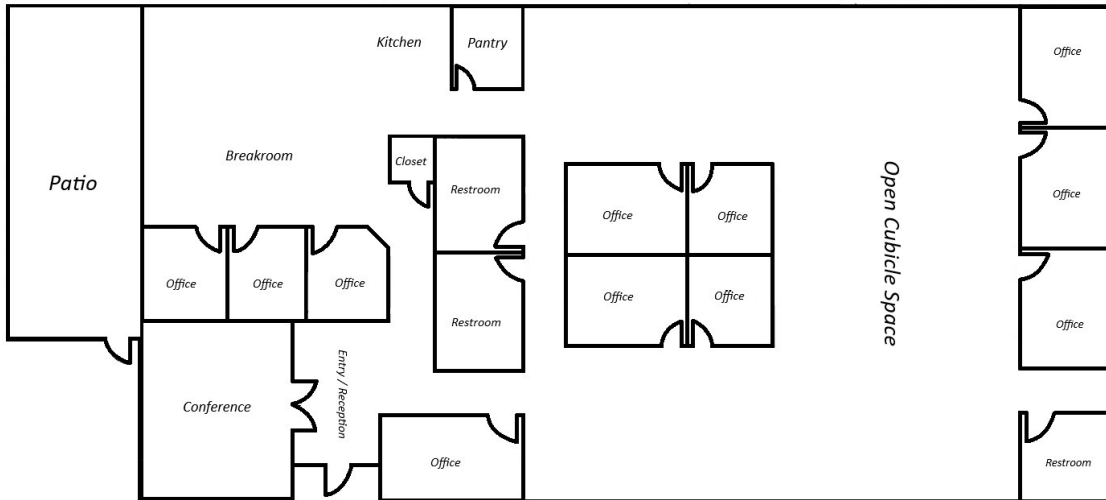 Kitchen
Pantry
Office
Breakroom
Closet
Patio
Restroom
Office
Office
Open Cubicle Space
Office
Office
Office
Office
Office
Office
Restroom
Office
Entry / Reception
Conference
Office
Restroom